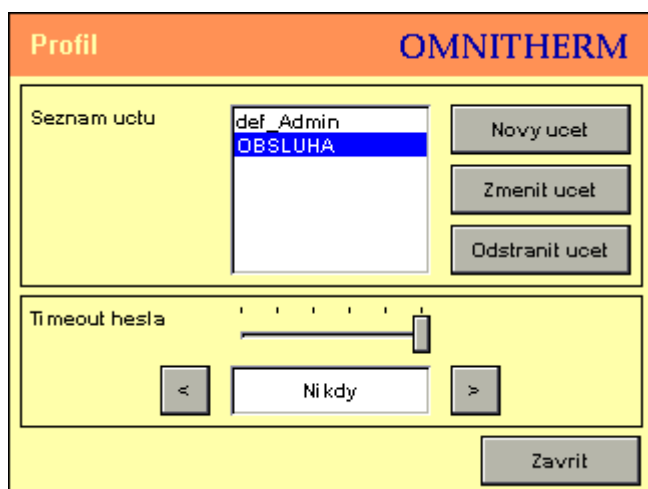 Profil
OMNITHERM
Seznam uctu
def_Admin
OBSLUHA
Novy ucet
Zmenit ucet
Odstranit ucet
Timeout hesla
<
Nikdy
>
Zavrit